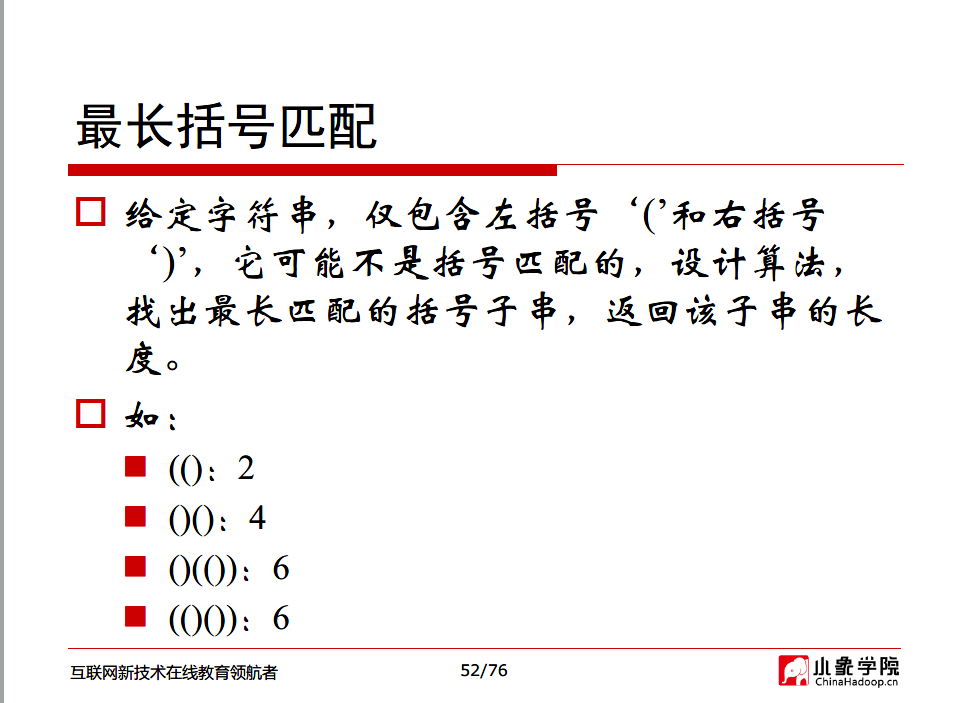 最长括号匹配
给定字符串，仅包含左括号‘(’和右括号
‘)’，它可能不是括号匹配的，设计算法，
找出最长匹配的括号子串，返回该子串的长
度。
如：
(()：2
()()：4
()(())：6
(()())：6
互联网新技术在线教育领航者
52/76
小象学院
ChinaHadoop.cn